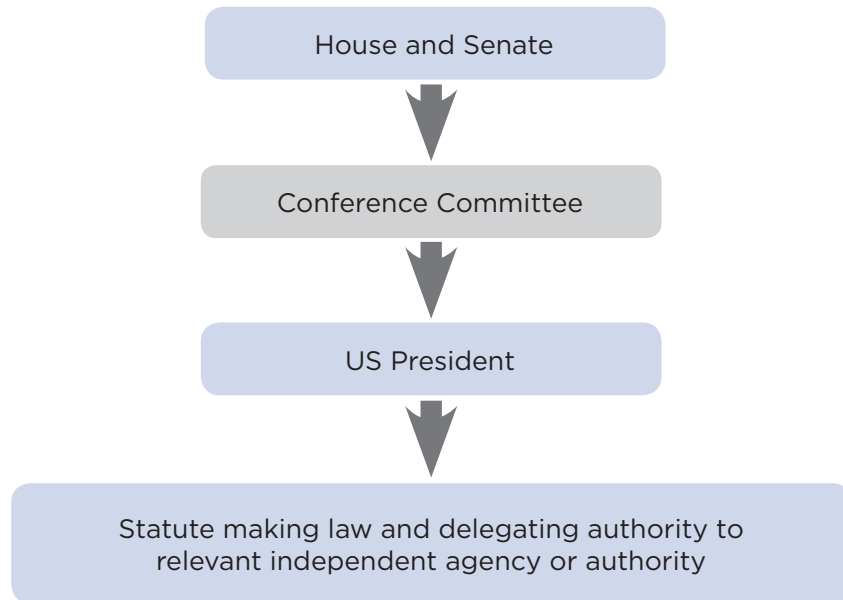 House and Senate
Conference Committee
US President
Statute making law and delegating authority to
relevant independent agency or authority